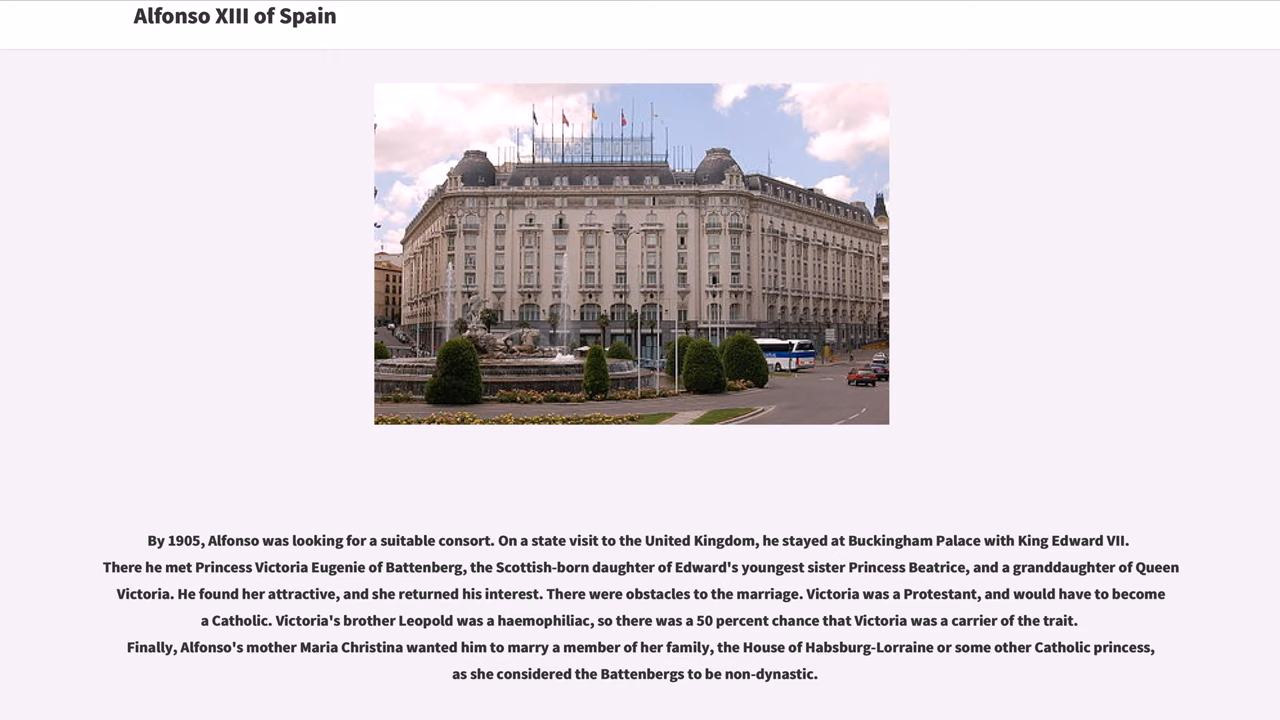 Alfonso XIII of Spain
PALACE HOTEL
By 1905, Alfonso was looking for a suitable consort. On a state visit to the United Kingdom, he stayed at Buckingham Palace with King Edward VII.
There he met Princess Victoria Eugenie of Battenberg, the Scottish-born daughter of Edward's youngest sister Princess Beatrice, and a granddaughter of Queen
Victoria. He found her attractive, and she returned his interest. There were obstacles to the marriage. Victoria was a Protestant, and would have to become
a Catholic. Victoria's brother Leopold was a haemophiliac, so there was a 50 percent chance that Victoria was a carrier of the trait.
Finally, Alfonso's mother Maria Christina wanted him to marry a member of her family, the House of Habsburg-Lorraine or some other Catholic princess,
as she considered the Battenbergs to be non-dynastic.